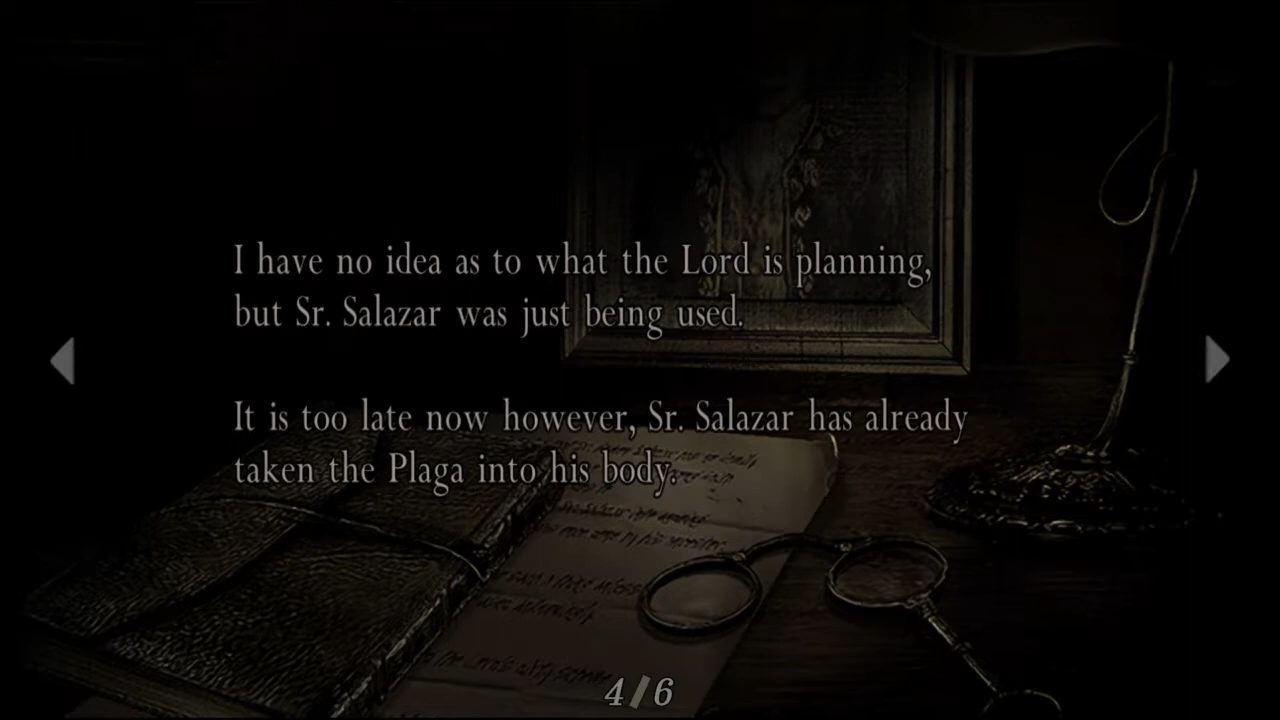 I have no idea as to what the Lord is planning,
but Sr. Salazar was just being used.
It is too late now however, Sr. Salazar has already
taken the Plaga into his body.
4/6